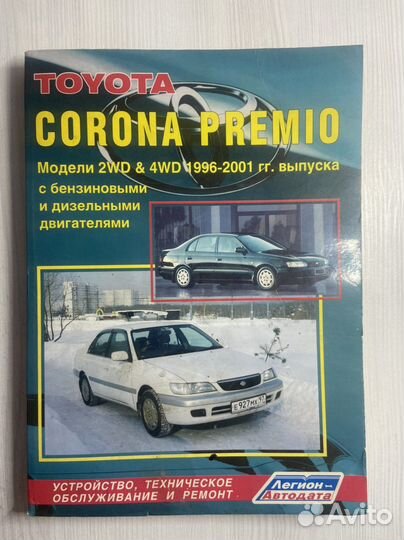 TOYOTA
CORONA PREMIO
Модели 2WD & 4WD 1996-2001 гг. выпуска
с бензиновыми
и дизельными
двигателями
УСТРОЙСТВО, ТЕХНИЧЕСКОЕ
ОБСЛУЖИВАНИЕ И РЕМОНТ
Легион
Автодата
Avito